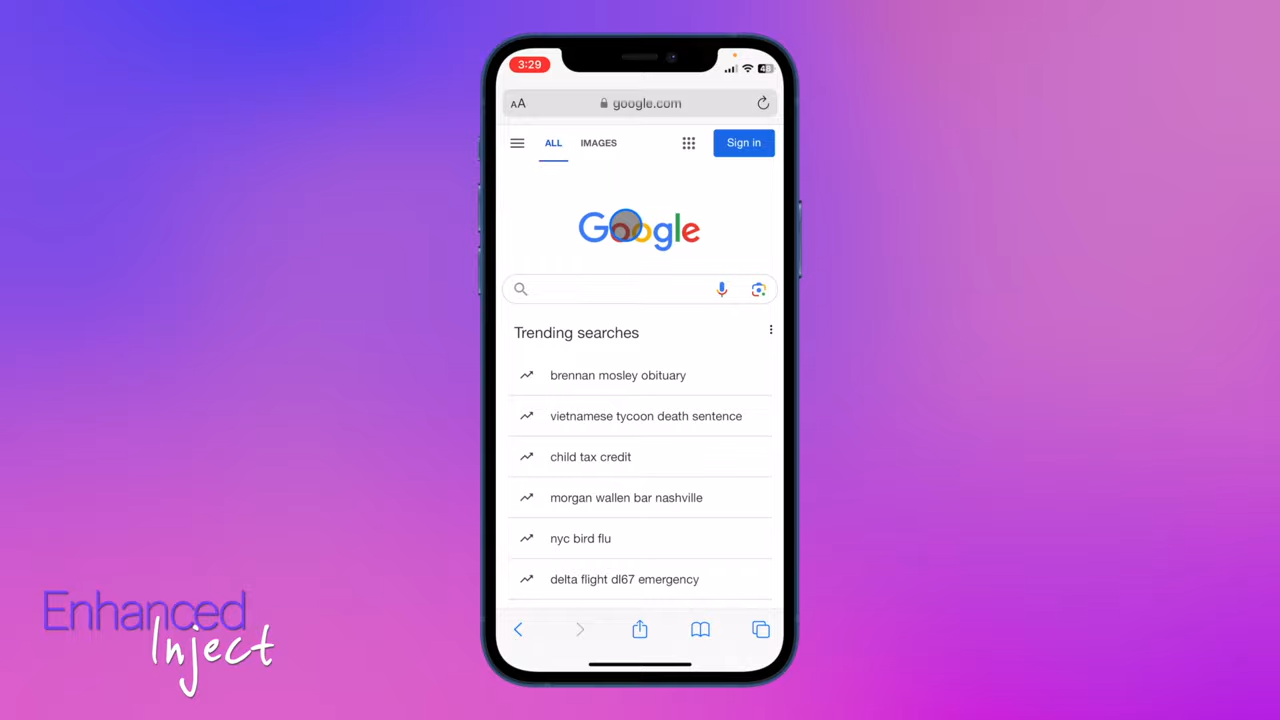 3:29
48
AA google.com
ALL IMAGES Sign in
Google
Trending searches
brennan mosley obituary
vietnamese tycoon death sentence
child tax credit
morgan wallen bar nashville
nyc bird flu
delta flight dl67 emergency
Enhanced
Inject